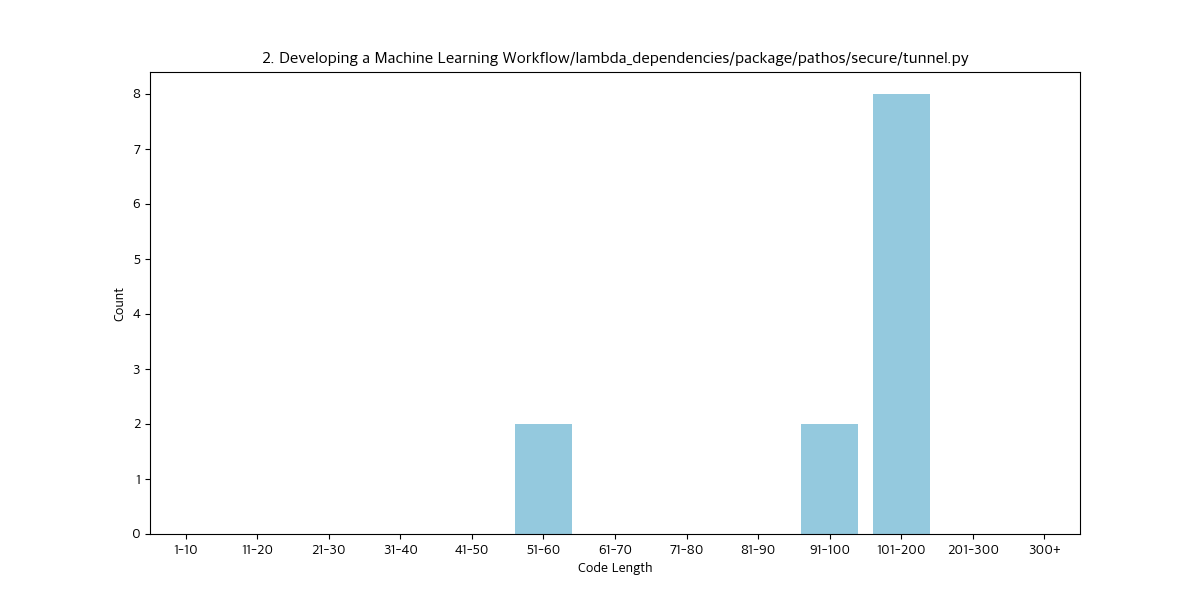 2. Developing a Machine Learning Workflow/lambda_dependencies/package/pathos/secure/tunnel.py
8
7
6
5
4
3
2
1
0
Count
1-10 11-20 21-30 31-40 41-50 51-60 61-70 71-80 81-90 91-100 101-200 201-300 300+
Code Length